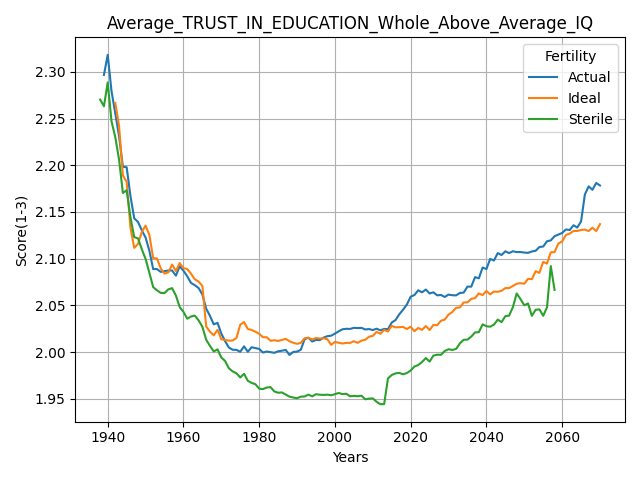 Average_TRUST_IN_EDUCATION_Whole_Above_Average_IQ
Fertility
Actual
Ideal
Sterile
Score(1-3)
2.30
2.25
2.20
2.15
2.10
2.05
2.00
1.95
1940
1960
1980
2000
2020
2040
2060
Years